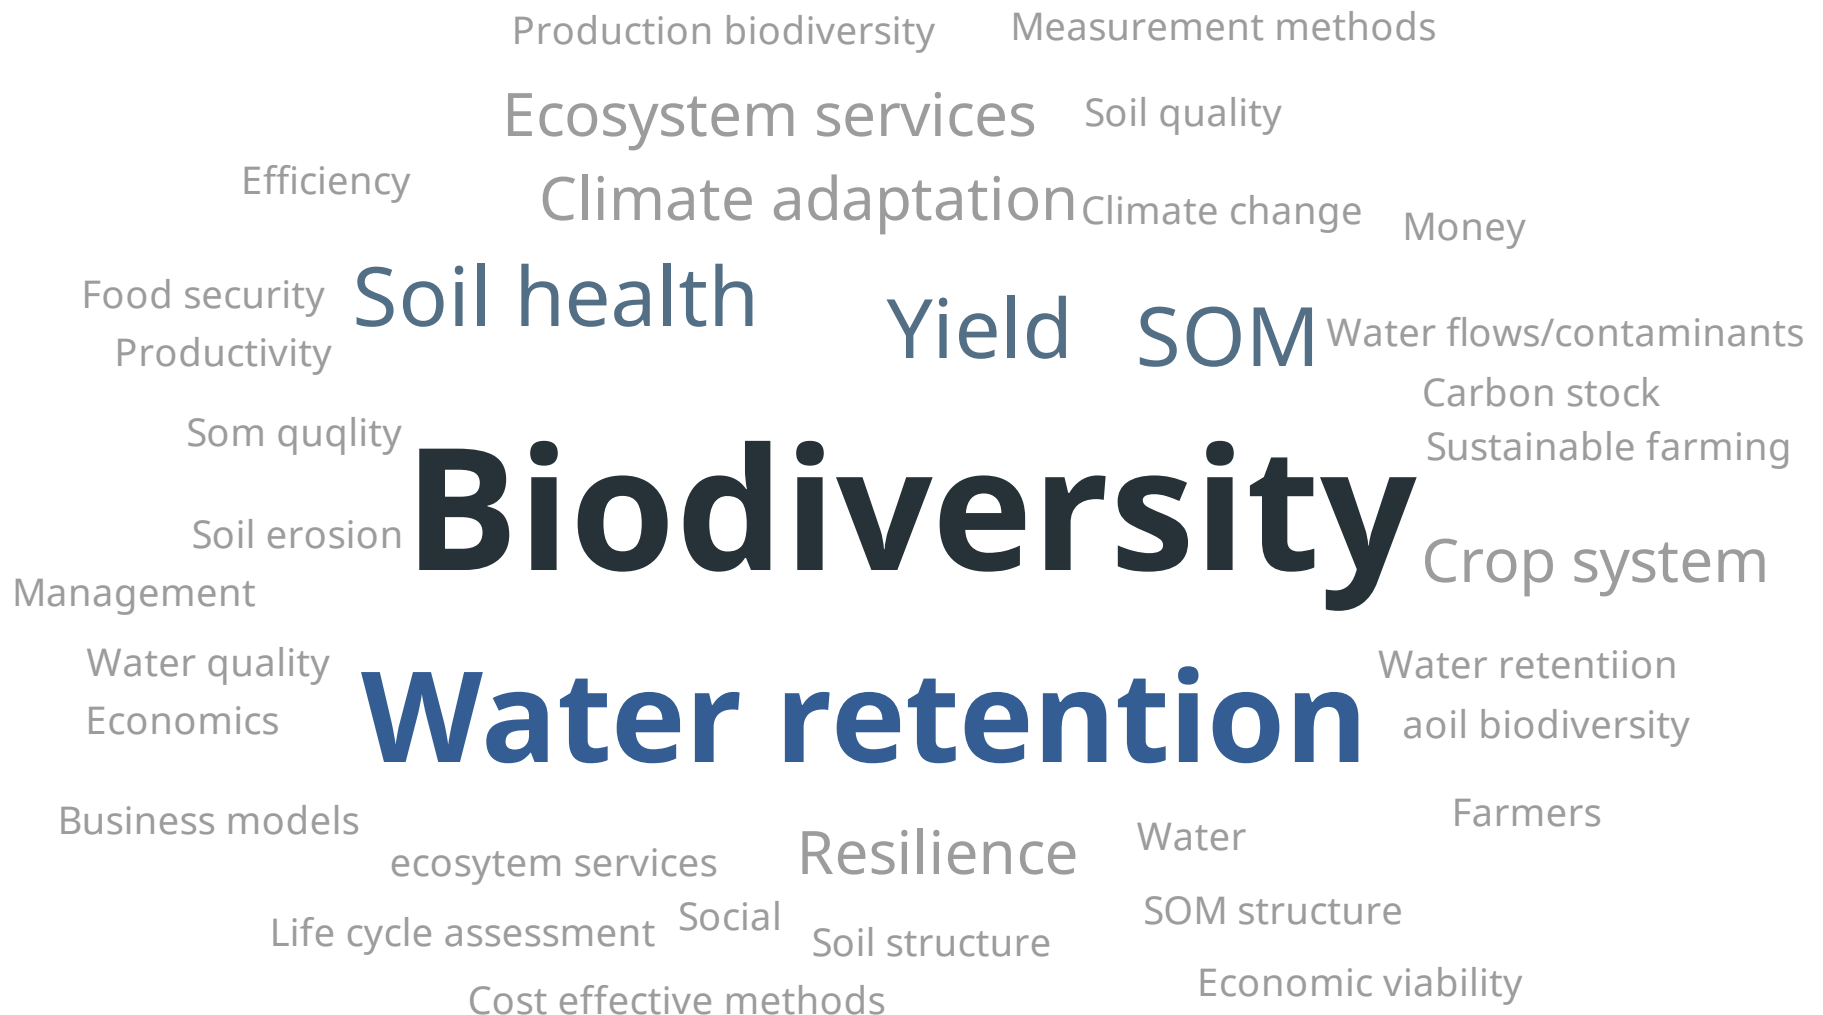 Production biodiversity
Measurement methods
Ecosystem services
Soil quality
Efficiency
Climate adaptation
Climate change
Money
Food security
Soil health
Yield
SOM
Water flows/contaminants
Productivity
Carbon stock
Som quqlity
Sustainable farming
Biodiversity
Soil erosion
Crop system
Management
Water quality
Water retention
Water retentiion
Economics
aoil biodiversity
Business models
Farmers
ecosytem services
Resilience
Water
Life cycle assessment
Social
Soil structure
SOM structure
Cost effective methods
Economic viability